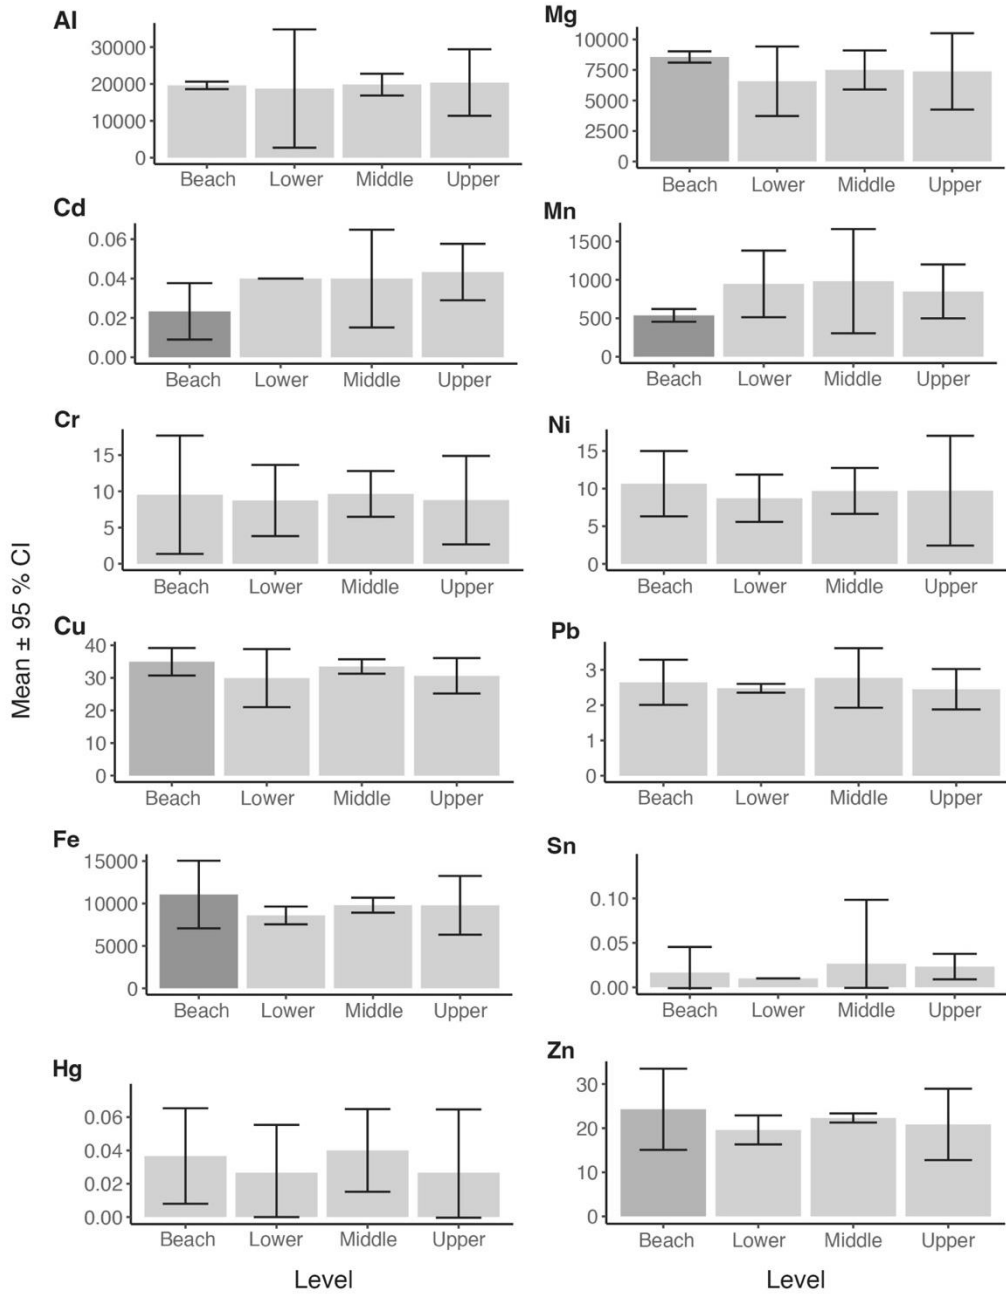 Mean ± 95 % CI
Al
30000
20000
10000
0
Beach Lower Middle Upper
Mg
10000
7500
5000
2500
0
Beach Lower Middle Upper
Cd
0.06
0.04
0.02
0.00
Beach Lower Middle Upper
Mn
1500
1000
500
0
Beach Lower Middle Upper
Cr
15
10
5
0
Beach Lower Middle Upper
Ni
15
10
5
0
Beach Lower Middle Upper
Cu
40
30
20
10
0
Beach Lower Middle Upper
Pb
3
2
1
0
Beach Lower Middle Upper
Fe
15000
10000
5000
0
Beach Lower Middle Upper
Sn
0.10
0.05
0.00
Beach Lower Middle Upper
Hg
0.06
0.04
0.02
0.00
Beach Lower Middle Upper
Level
Zn
30
20
10
0
Beach Lower Middle Upper
Level